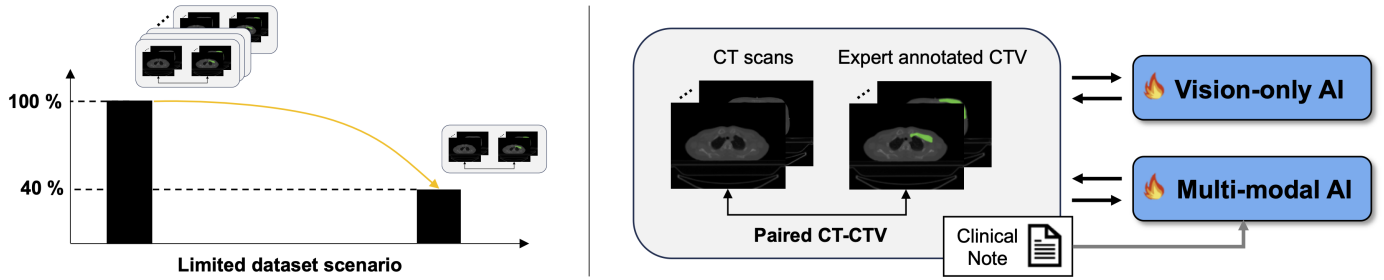 100 %
40 %
Limited dataset scenario
CT scans
Expert annotated CTV
Paired CT-CTV
Clinical
Note
Vision-only AI
Multi-modal AI